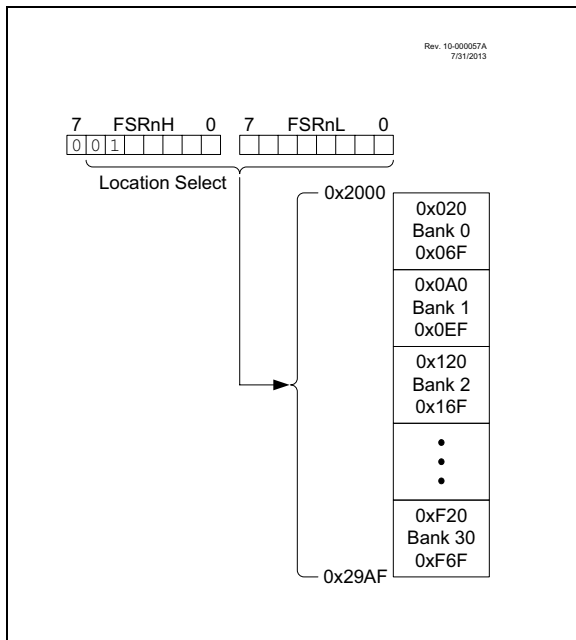 Rev. 10-000057A
7/31/2013
7 FSRnH 0 7 FSRnL 0
0 0 1
Location Select
0x2000
0x020
Bank 0
0x06F
0x0A0
Bank 1
0x0EF
0x120
Bank 2
0x16F
0xF20
Bank 30
0xF6F
0x29AF